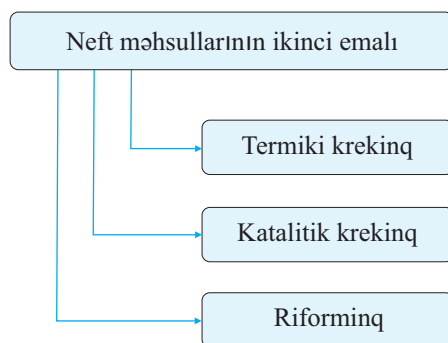 Neft məhsullarının ikinci emalı
Termiki krekinq
Katalitik krekinq
Riforminq